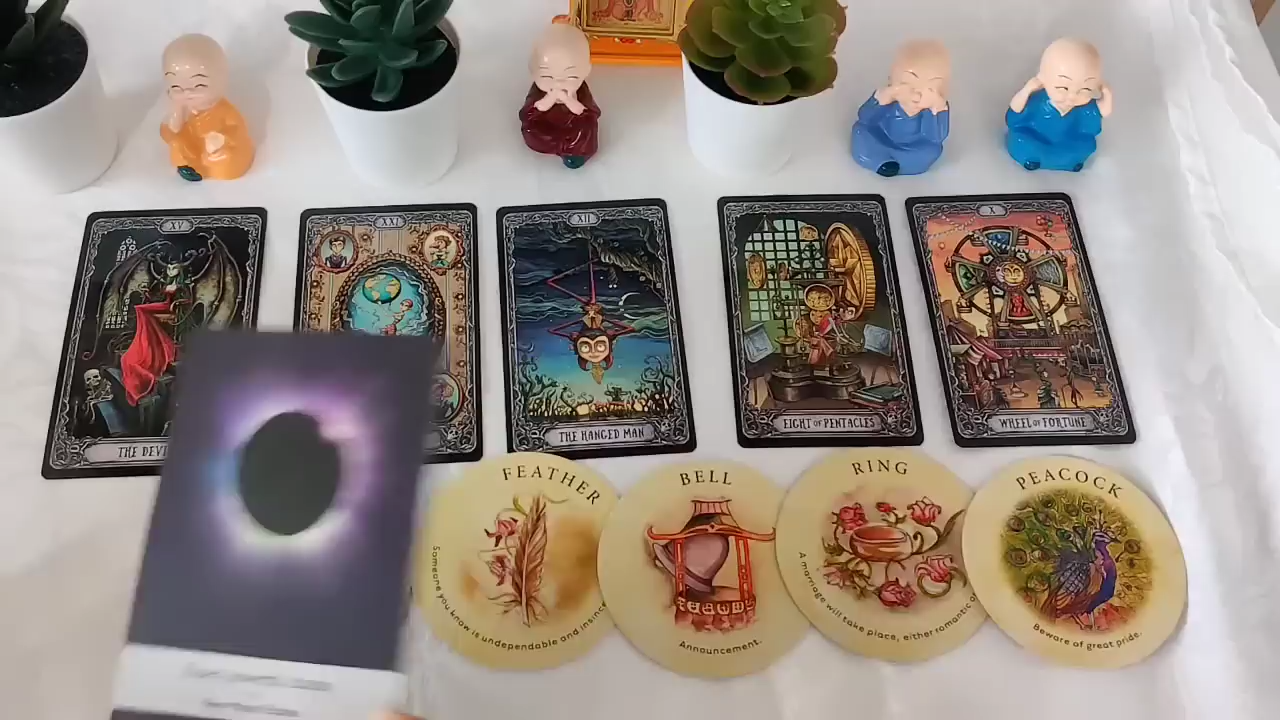 XV
XXI
XII
X
THE DEVI
THE HANGED MAN
EIGHT OF PENTACLES
WHEEL OF FORTUNE
FEATHER
Someone you know is undependable and insince
BELL
Announcement.
RING
A marriage will take place, either romantic o
PEACOCK
Beware of great pride.